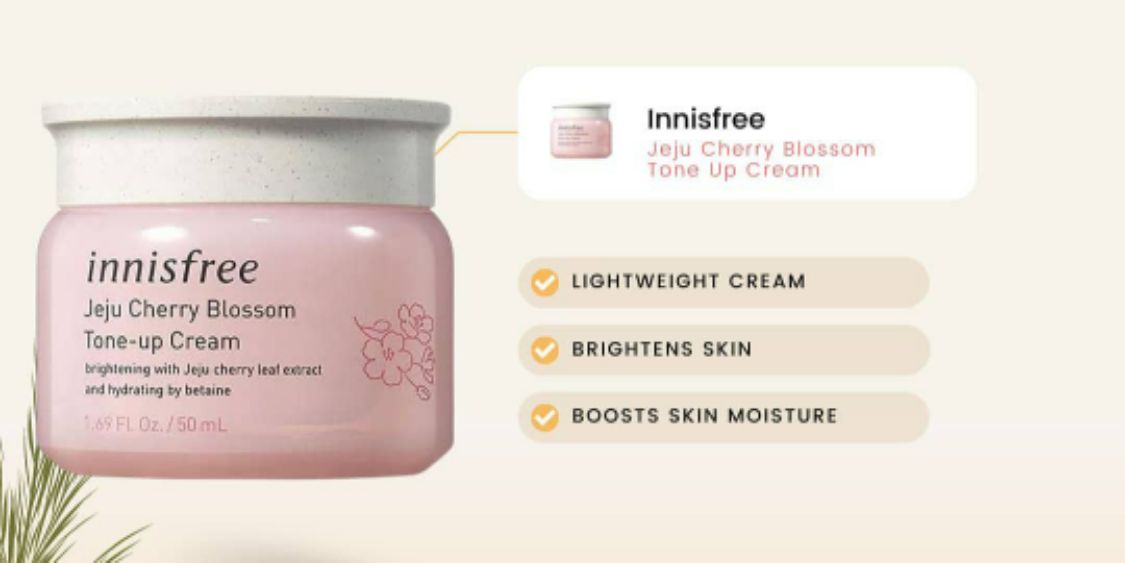 innisfree
Jeju Cherry Blossom
Tone-up Cream
brightening with Jeju cherry leaf extract
and hydrating by betaine
1.69 FL Oz. / 50 mL
Innisfree
Jeju Cherry Blossom
Tone Up Cream
LIGHTWEIGHT CREAM
BRIGHTENS SKIN
BOOSTS SKIN MOISTURE